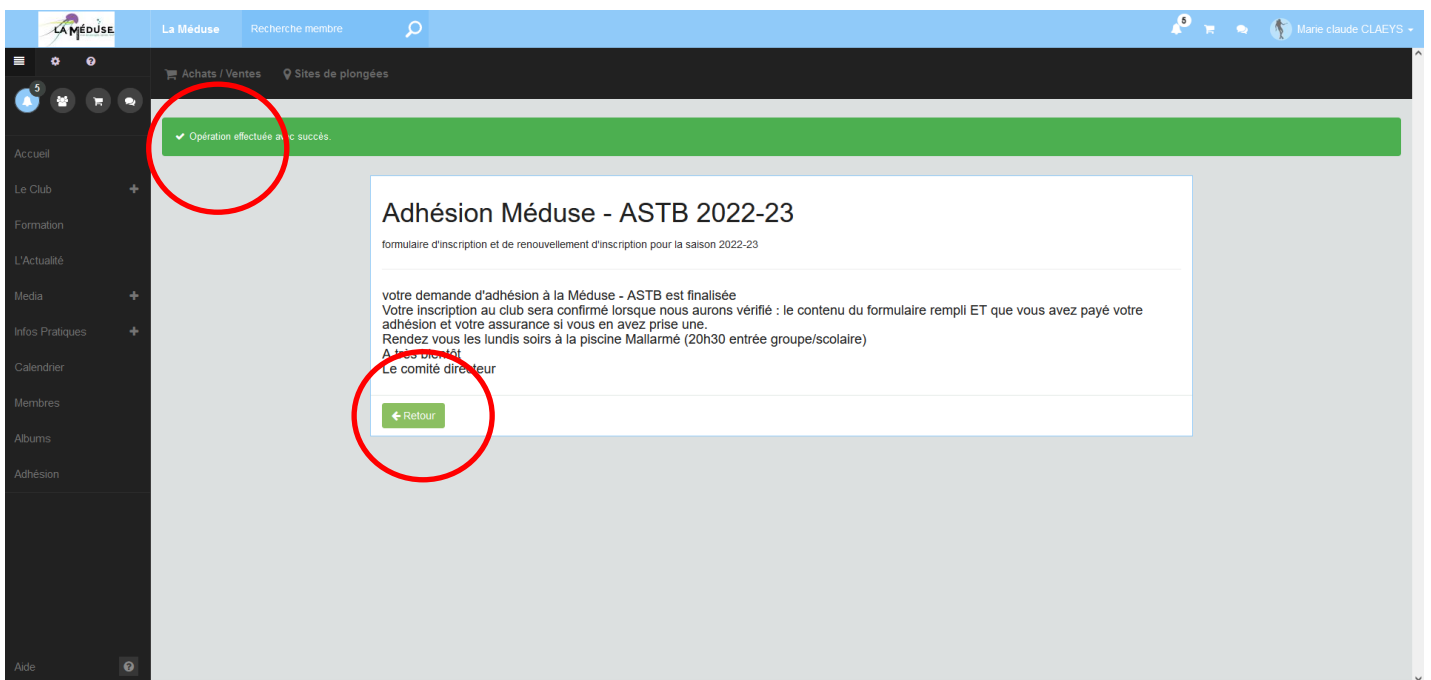 LA MÉDUSE
La Méduse
Recherche membre
5
Marie claude CLAEYS
5
Achats / Ventes
Sites de plongées
Accueil
Le Club
Formation
L'Actualité
Media
Infos Pratiques
Calendrier
Membres
Albums
Adhésion
Aide
Opération effectuée avec succès.
Adhésion Méduse - ASTB 2022-23
formulaire d'inscription et de renouvellement d'inscription pour la saison 2022-23
votre demande d'adhésion à la Méduse - ASTB est finalisée
Votre inscription au club sera confirmé lorsque nous aurons vérifié : le contenu du formulaire rempli ET que vous avez payé votre
adhésion et votre assurance si vous en avez prise une.
Rendez vous les lundis soirs à la piscine Mallarmé (20h30 entrée groupe/scolaire)
A très bientôt
Le comité directeur
Retour